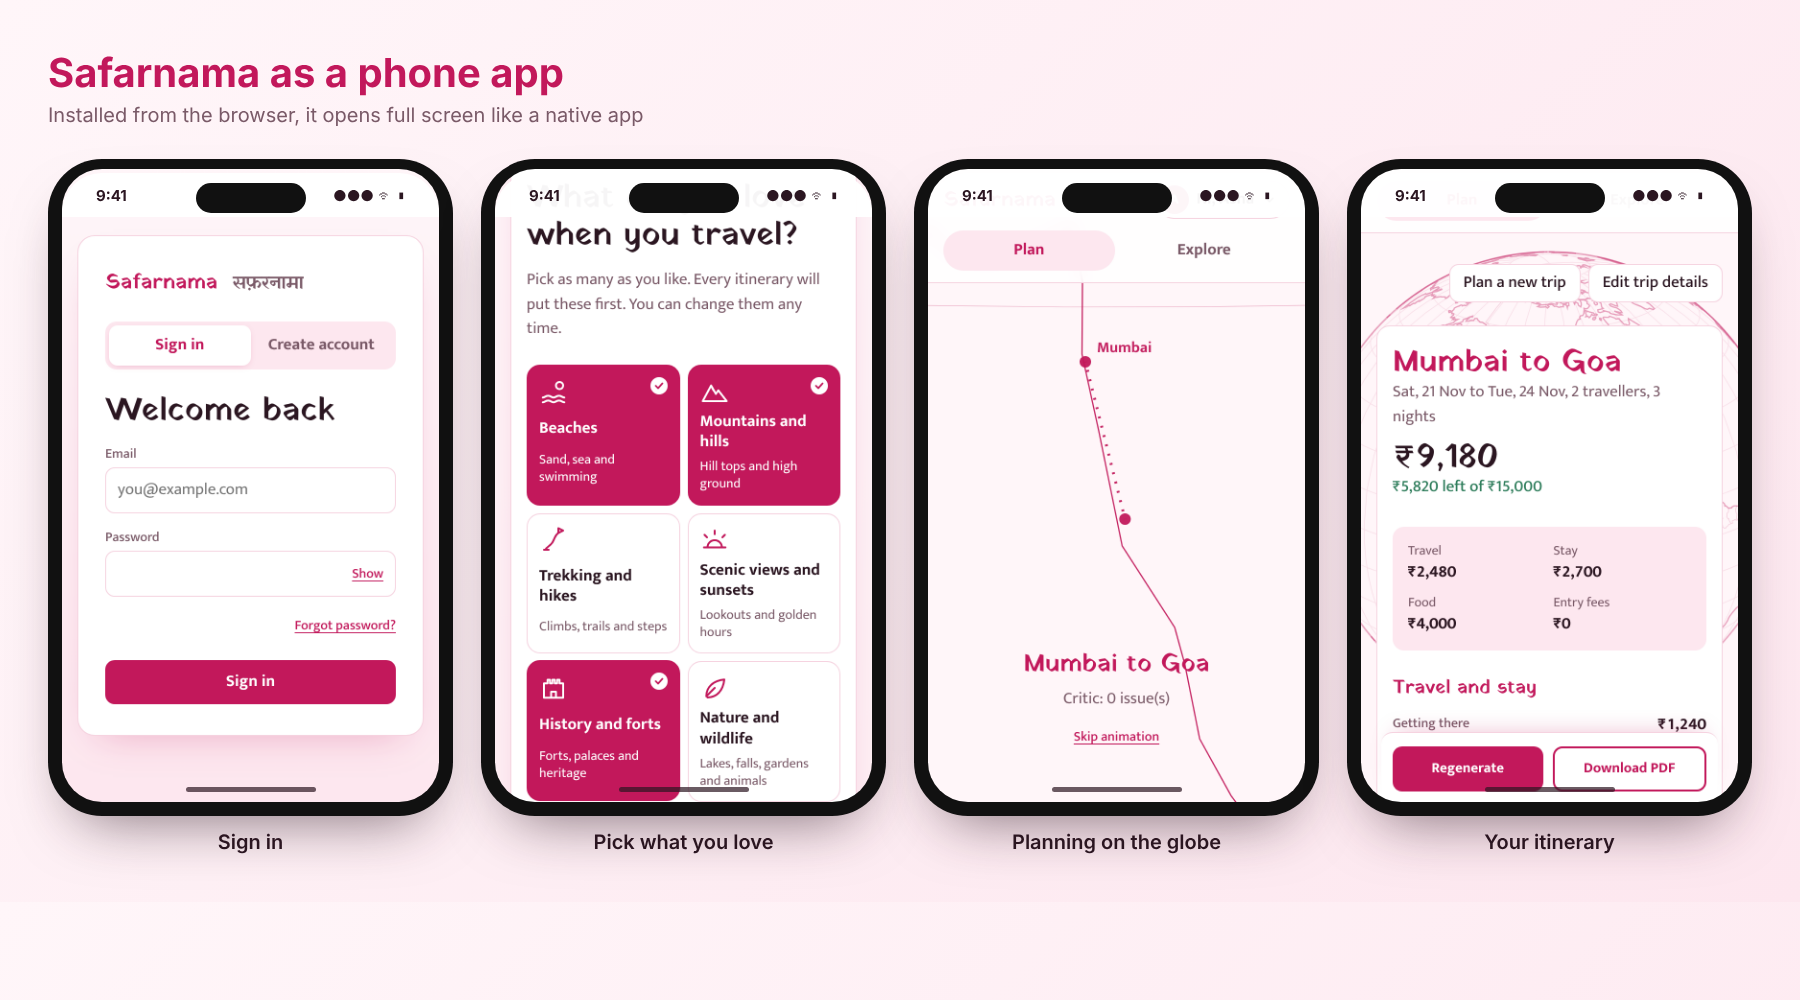 Safarnama as a phone app
Installed from the browser, it opens full screen like a native app
9:41
Safarnama सफ़रनामा
Sign in
Create account
Welcome back
Email
you@example.com
Password
Show
Forgot password?
Sign in
Sign in
9:41
What love
when you travel?
Pick as many as you like. Every itinerary will
put these first. You can change them any
time.
Beaches
Sand, sea and
swimming
Mountains and
hills
Hill tops and high
ground
Trekking and
hikes
Climbs, trails and steps
Scenic views and
sunsets
Lookouts and golden
hours
History and forts
Forts, palaces and
heritage
Nature and
wildlife
Lakes, falls, gardens
and animals
Pick what you love
9:41
Plan
Explore
Mumbai
Mumbai to Goa
Critic: 0 issue(s)
Skip animation
Planning on the globe
9:41
Plan
Plan a new trip
Edit trip details
Mumbai to Goa
Sat, 21 Nov to Tue, 24 Nov, 2 travellers, 3
nights
₹9,180
₹5,820 left of ₹15,000
Travel
₹2,480
Stay
₹2,700
Food
₹4,000
Entry fees
₹0
Travel and stay
Getting there
₹1,240
Regenerate
Download PDF
Your itinerary